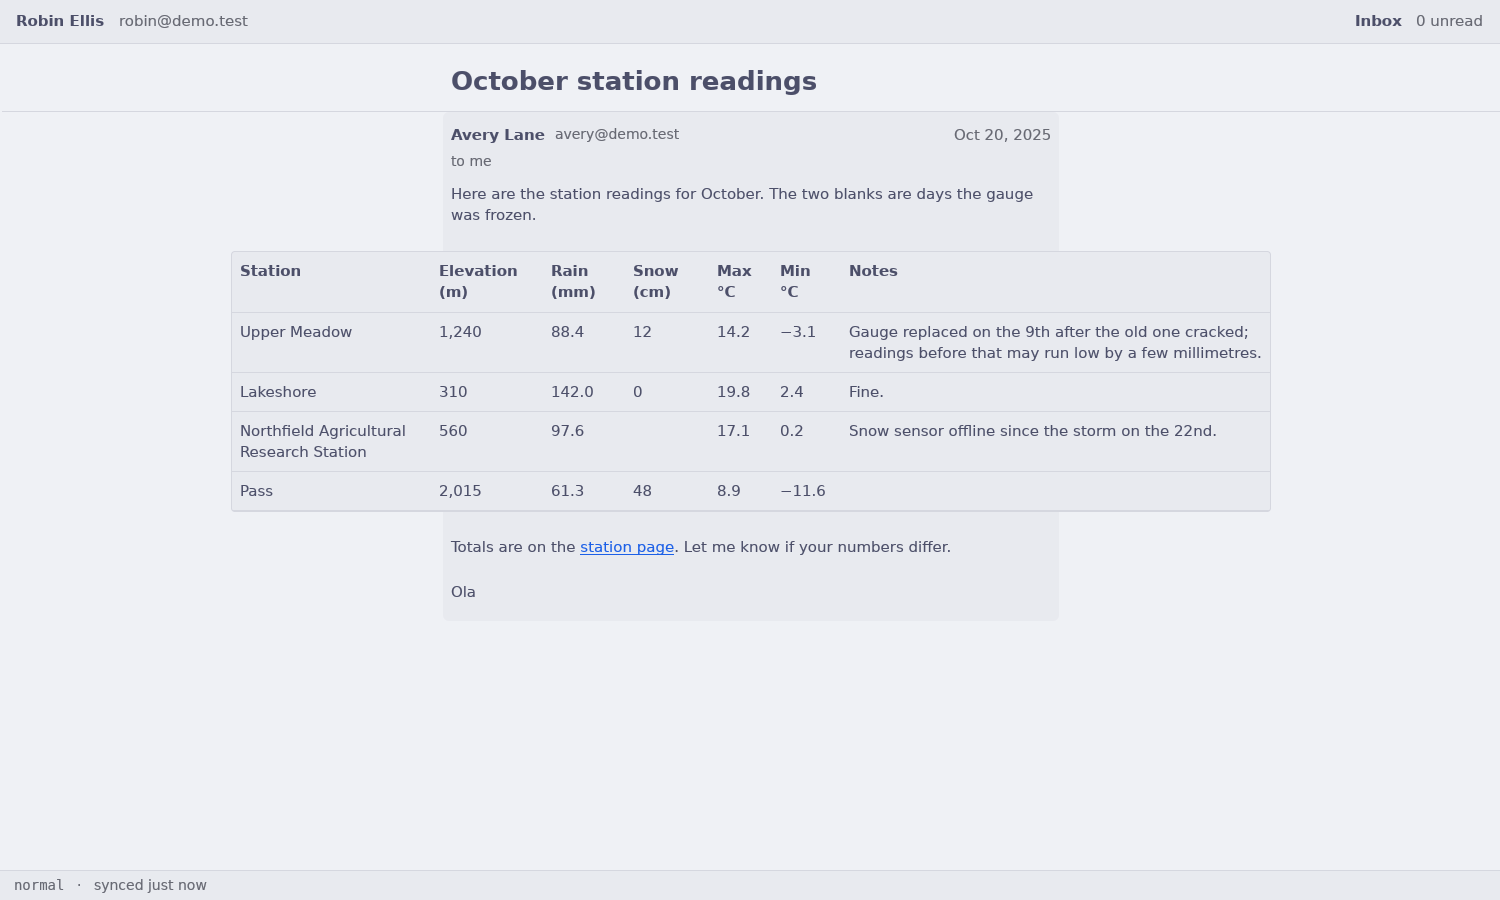 Robin Ellis robin@demo.test Inbox 0 unread
October station readings
Avery Lane avery@demo.test Oct 20, 2025
to me
Here are the station readings for October. The two blanks are days the gauge
was frozen.
Station Elevation (m) Rain (mm) Snow (cm) Max °C Min °C Notes
Upper Meadow 1,240 88.4 12 14.2 −3.1 Gauge replaced on the 9th after the old one cracked;
readings before that may run low by a few millimetres.
Lakeshore 310 142.0 0 19.8 2.4 Fine.
Northfield Agricultural 560 97.6 17.1 0.2 Snow sensor offline since the storm on the 22nd.
Research Station
Pass 2,015 61.3 48 8.9 −11.6
Totals are on the station page. Let me know if your numbers differ.
Ola
normal · synced just now